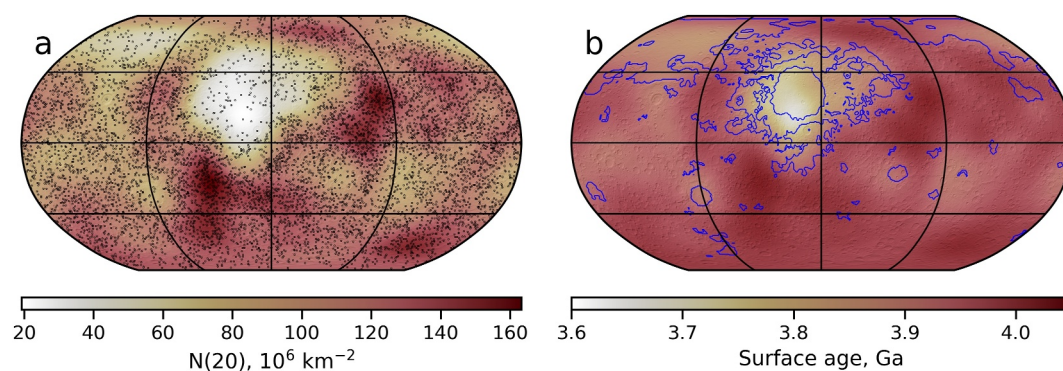 a
b
20 40 60 80 100 120 140 160
3.6 3.7 3.8 3.9 4.0
N(20), 10⁶ km⁻²
Surface age, Ga